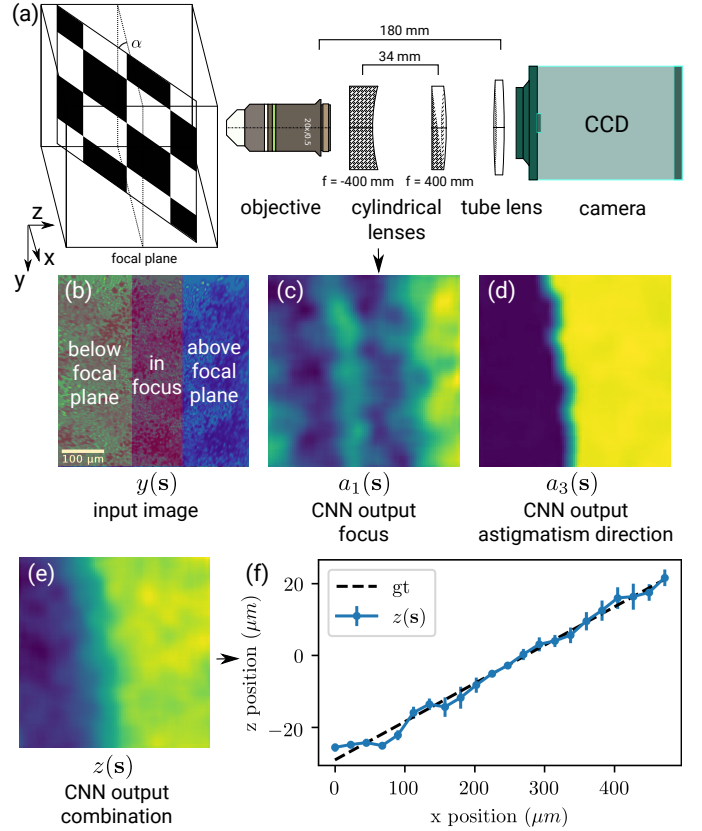 (a)
α
z
x
y
focal plane
180 mm
34 mm
20x/0.5
f = -400 mm
f = 400 mm
CCD
objective
cylindrical
lenses
tube lens
camera
(b)
below
focal
plane
in
focus
above
focal
plane
100 µm
y(s)
input image
(c)
a₁(s)
CNN output
focus
(d)
a₃(s)
CNN output
astigmatism direction
(e)
z(s)
CNN output
combination
(f)
gt
z(s)
z position (µm)
20
0
−20
0
100
200
300
400
x position (µm)